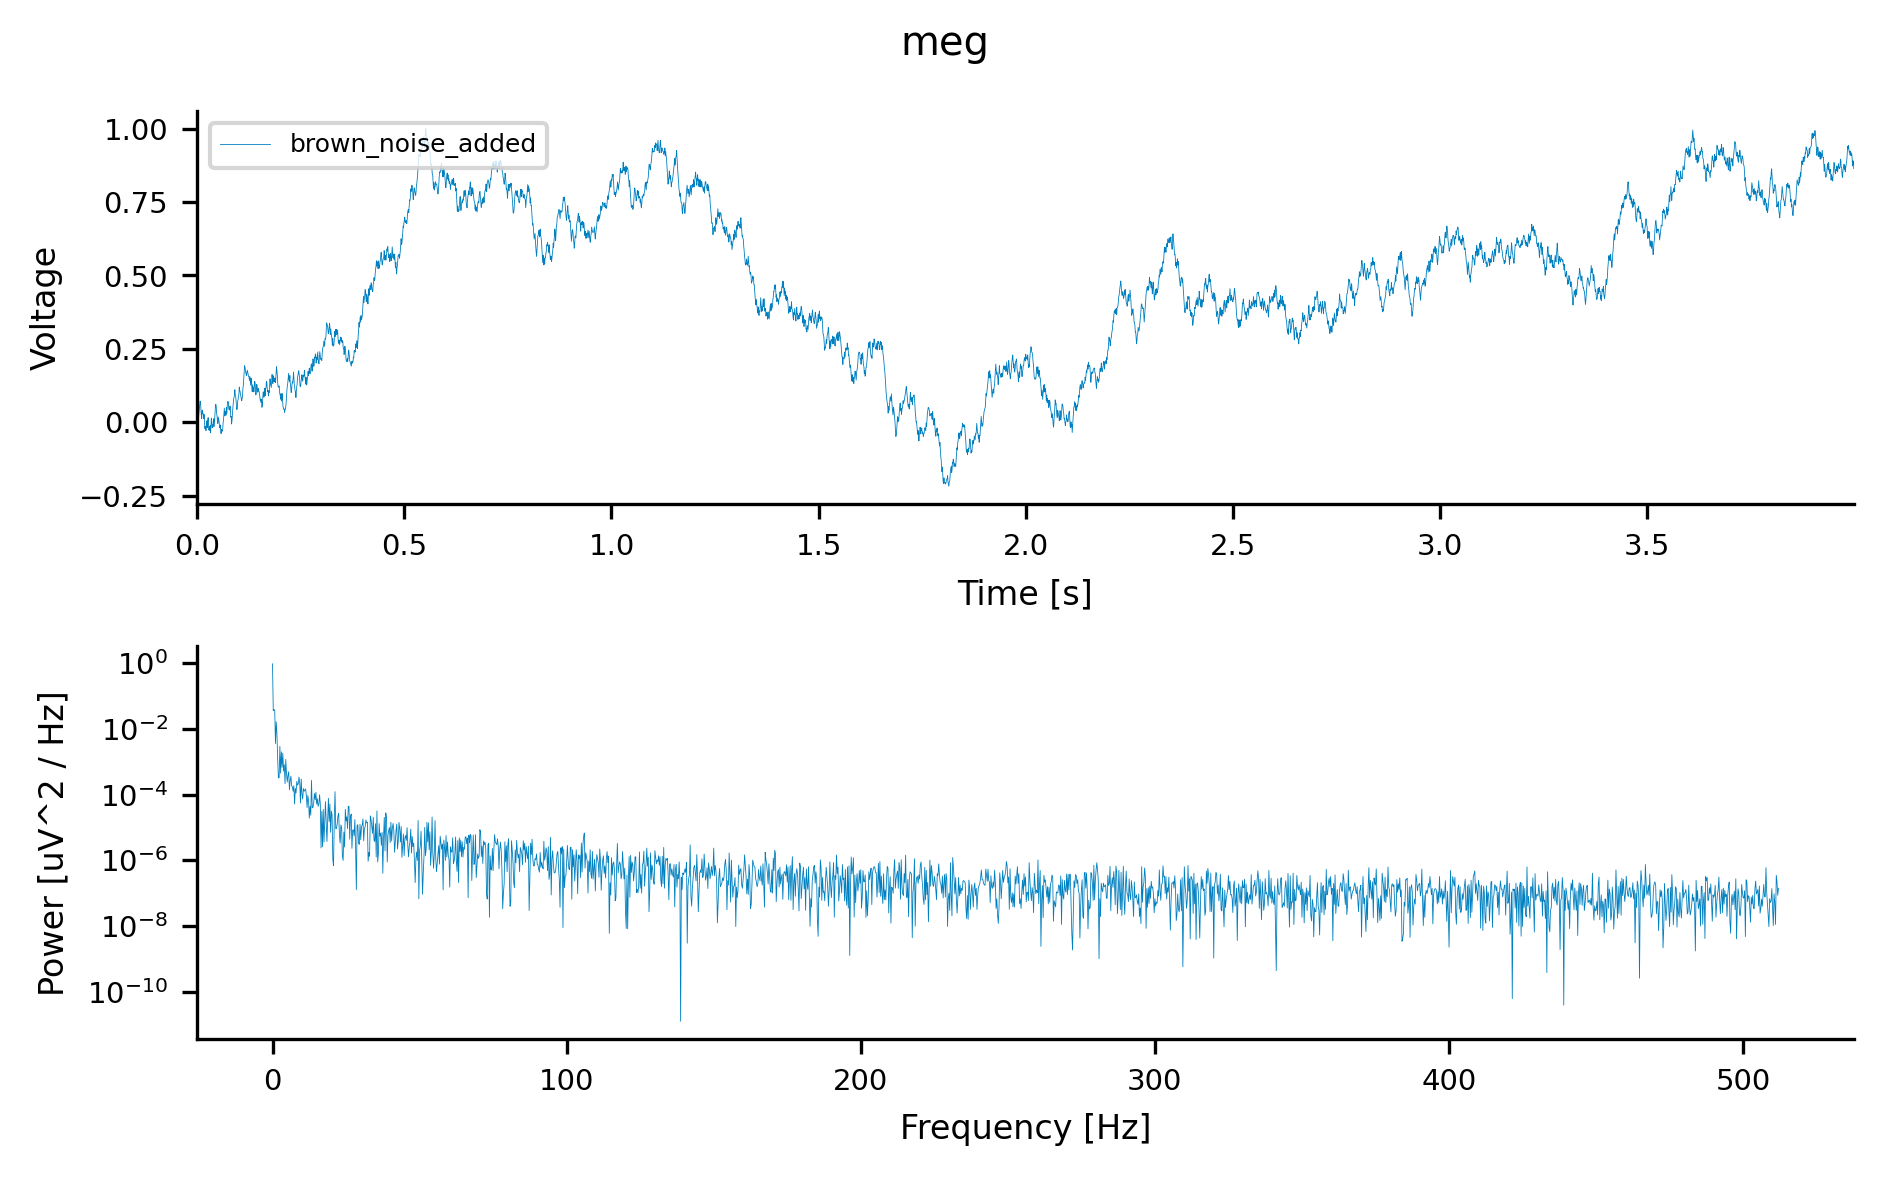 meg
brown_noise_added
Voltage
1.00
0.75
0.50
0.25
0.00
−0.25
0.0 0.5 1.0 1.5 2.0 2.5 3.0 3.5
Time [s]
Power [uV^2 / Hz]
10⁰
10⁻²
10⁻⁴
10⁻⁶
10⁻⁸
10⁻¹⁰
0 100 200 300 400 500
Frequency [Hz]